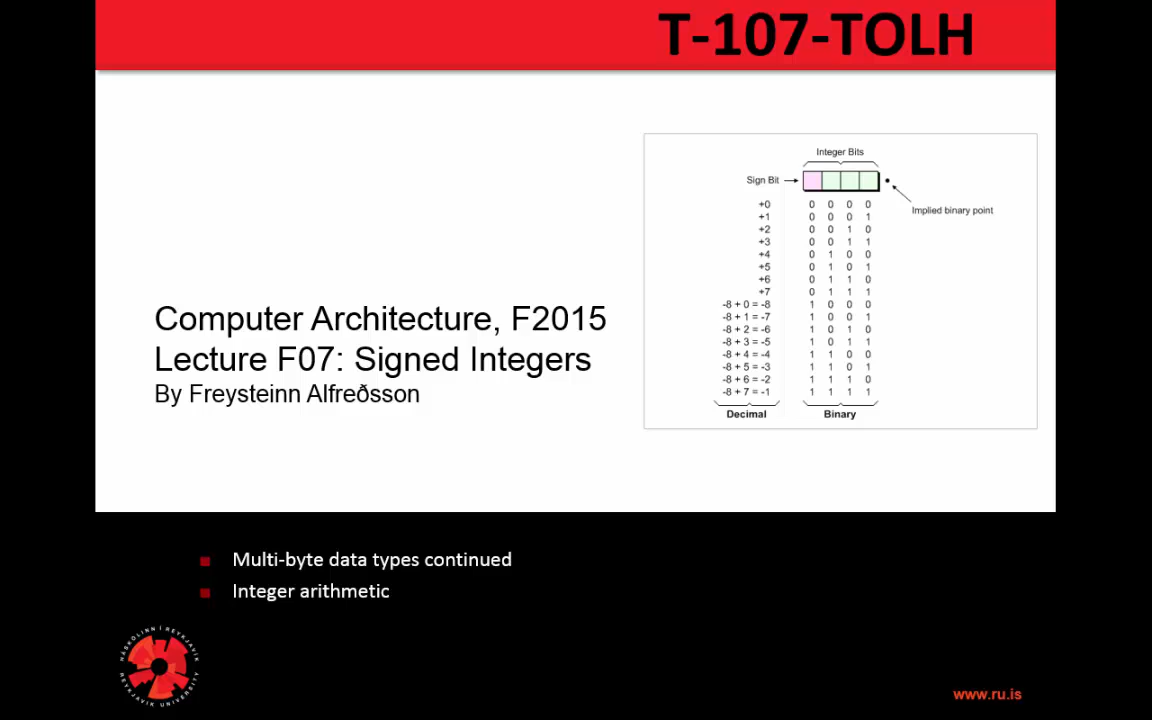 T-107-TOLH
Integer Bits
Sign Bit
Implied binary point
+0 0 0 0 0
+1 0 0 0 1
+2 0 0 1 0
+3 0 0 1 1
+4 0 1 0 0
+5 0 1 0 1
+6 0 1 1 0
+7 0 1 1 1
-8 + 0 = -8 1 0 0 0
-8 + 1 = -7 1 0 0 1
-8 + 2 = -6 1 0 1 0
-8 + 3 = -5 1 0 1 1
-8 + 4 = -4 1 1 0 0
-8 + 5 = -3 1 1 0 1
-8 + 6 = -2 1 1 1 0
-8 + 7 = -1 1 1 1 1
Decimal Binary
Computer Architecture, F2015
Lecture F07: Signed Integers
By Freysteinn Alfreðsson
Multi-byte data types continued
Integer arithmetic
HÁSKÓLINN Í REYKJAVÍK
REYKJAVIK UNIVERSITY
www.ru.is